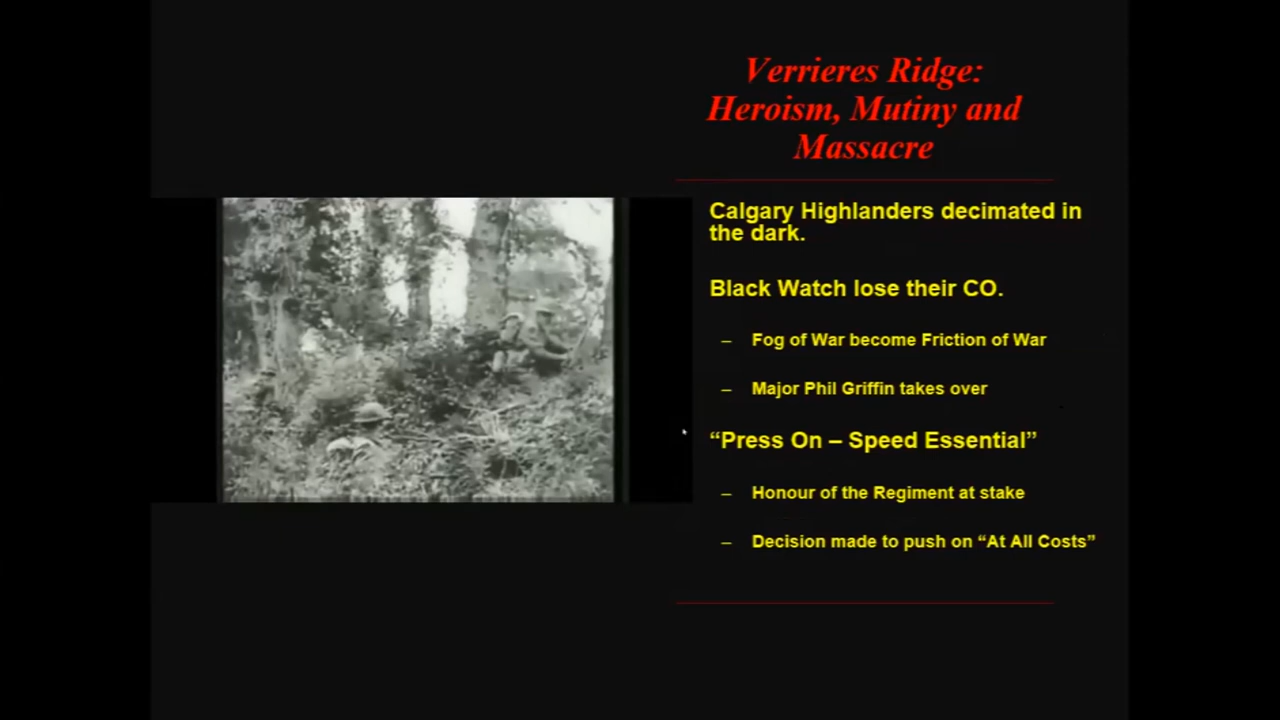 Verrieres Ridge:
Heroism, Mutiny and
Massacre
Calgary Highlanders decimated in
the dark.
Black Watch lose their CO.
– Fog of War become Friction of War
– Major Phil Griffin takes over
“Press On – Speed Essential”
– Honour of the Regiment at stake
– Decision made to push on “At All Costs”